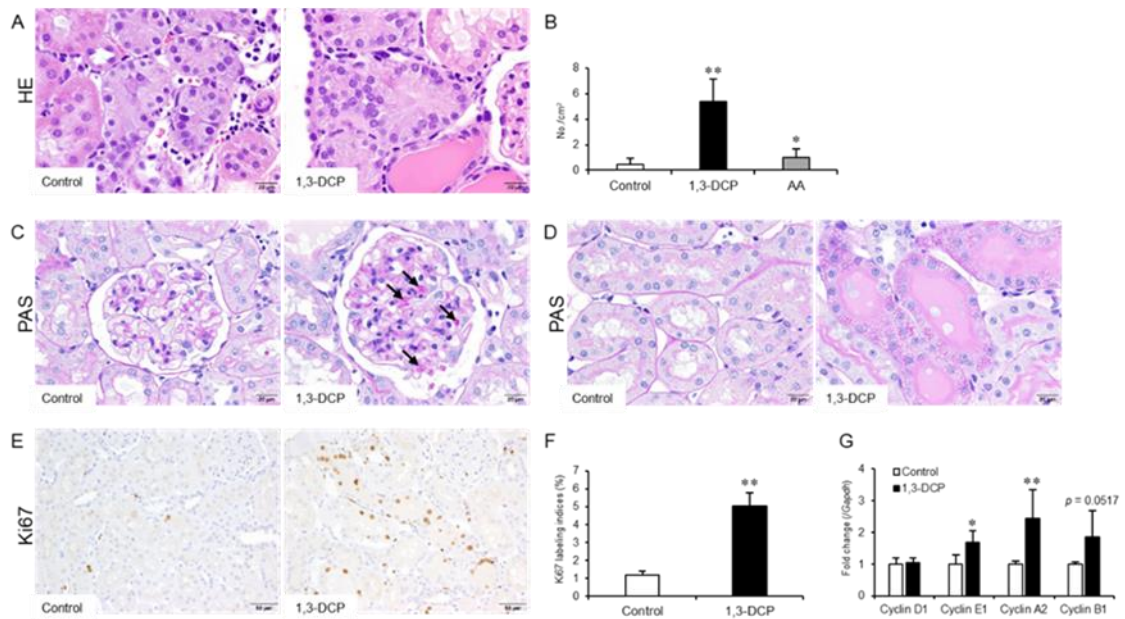 A
HE
Control
1,3-DCP
B
No./cm²
8
6
4
2
0
**
*
Control
1,3-DCP
AA
C
PAS
Control
1,3-DCP
D
PAS
Control
1,3-DCP
E
Ki67
Control
1,3-DCP
F
Ki67 labeling indices (%)
7
6
5
4
3
2
1
0
**
Control
1,3-DCP
G
Fold change (/Gapdh)
4
3
2
1
0
Control
1,3-DCP
*
**
p = 0.0517
Cyclin D1
Cyclin E1
Cyclin A2
Cyclin B1